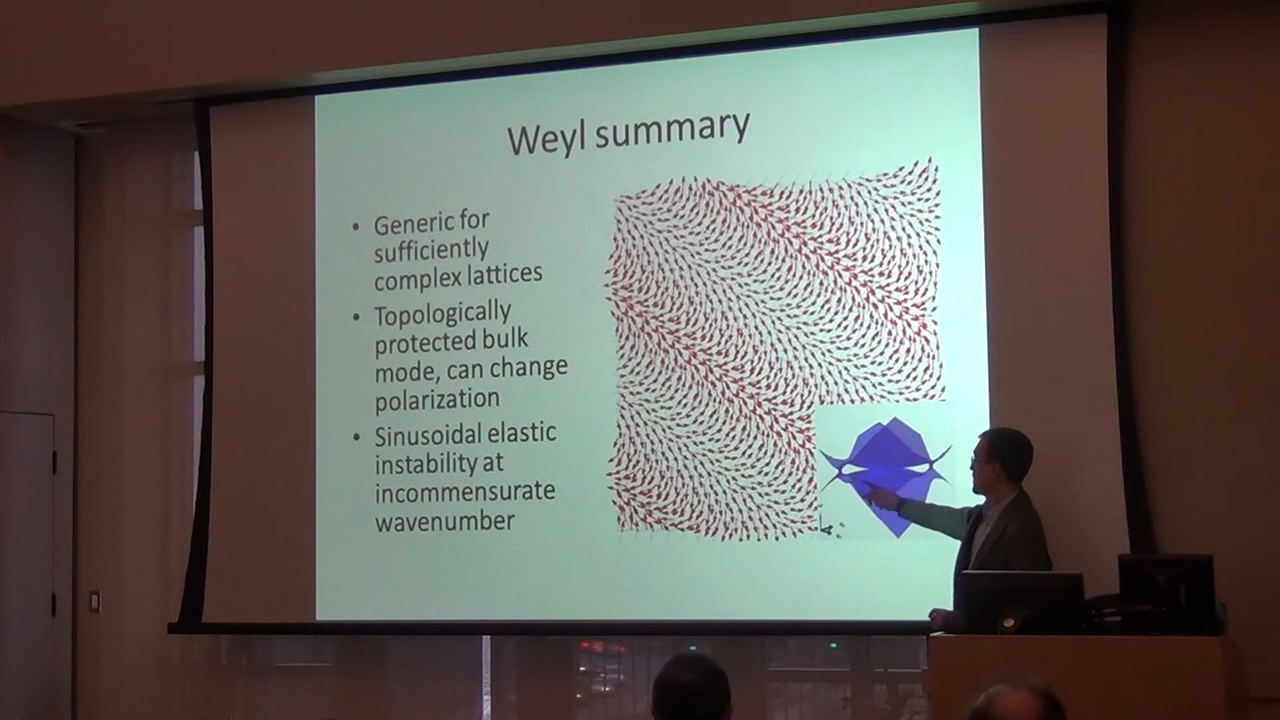 Weyl summary
• Generic for
sufficiently
complex lattices
• Topologically
protected bulk
mode, can change
polarization
• Sinusoidal elastic
instability at
incommensurate
wavenumber